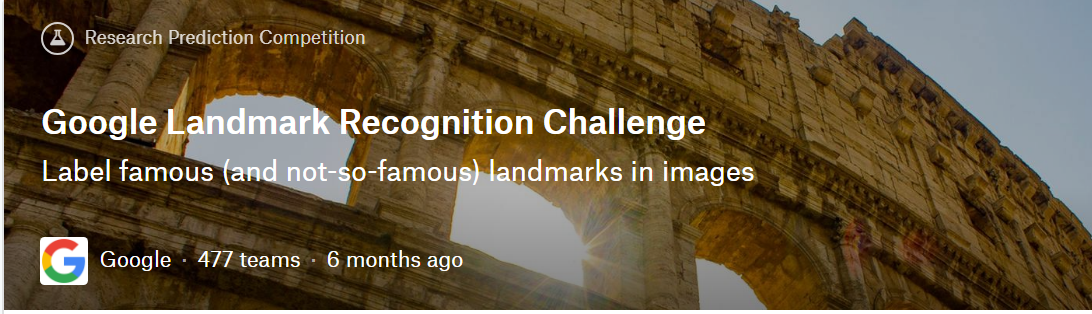 Research Prediction Competition
Google Landmark Recognition Challenge
Label famous (and not-so-famous) landmarks in images
Google · 477 teams · 6 months ago